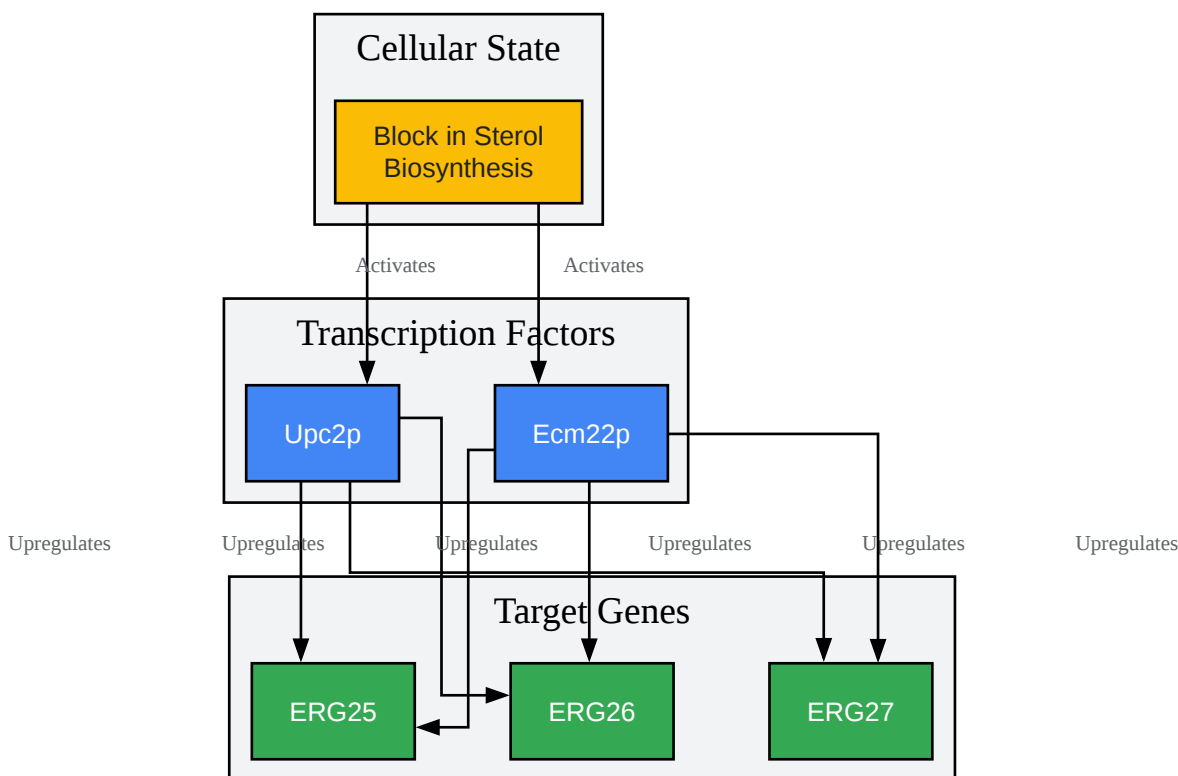 Cellular State
Block in Sterol
Biosynthesis
Activates
Activates
Transcription Factors
Upc2p
Ecm22p
Upregulates
Upregulates
Upregulates
Upregulates
Upregulates
Upregulates
Target Genes
ERG25
ERG26
ERG27